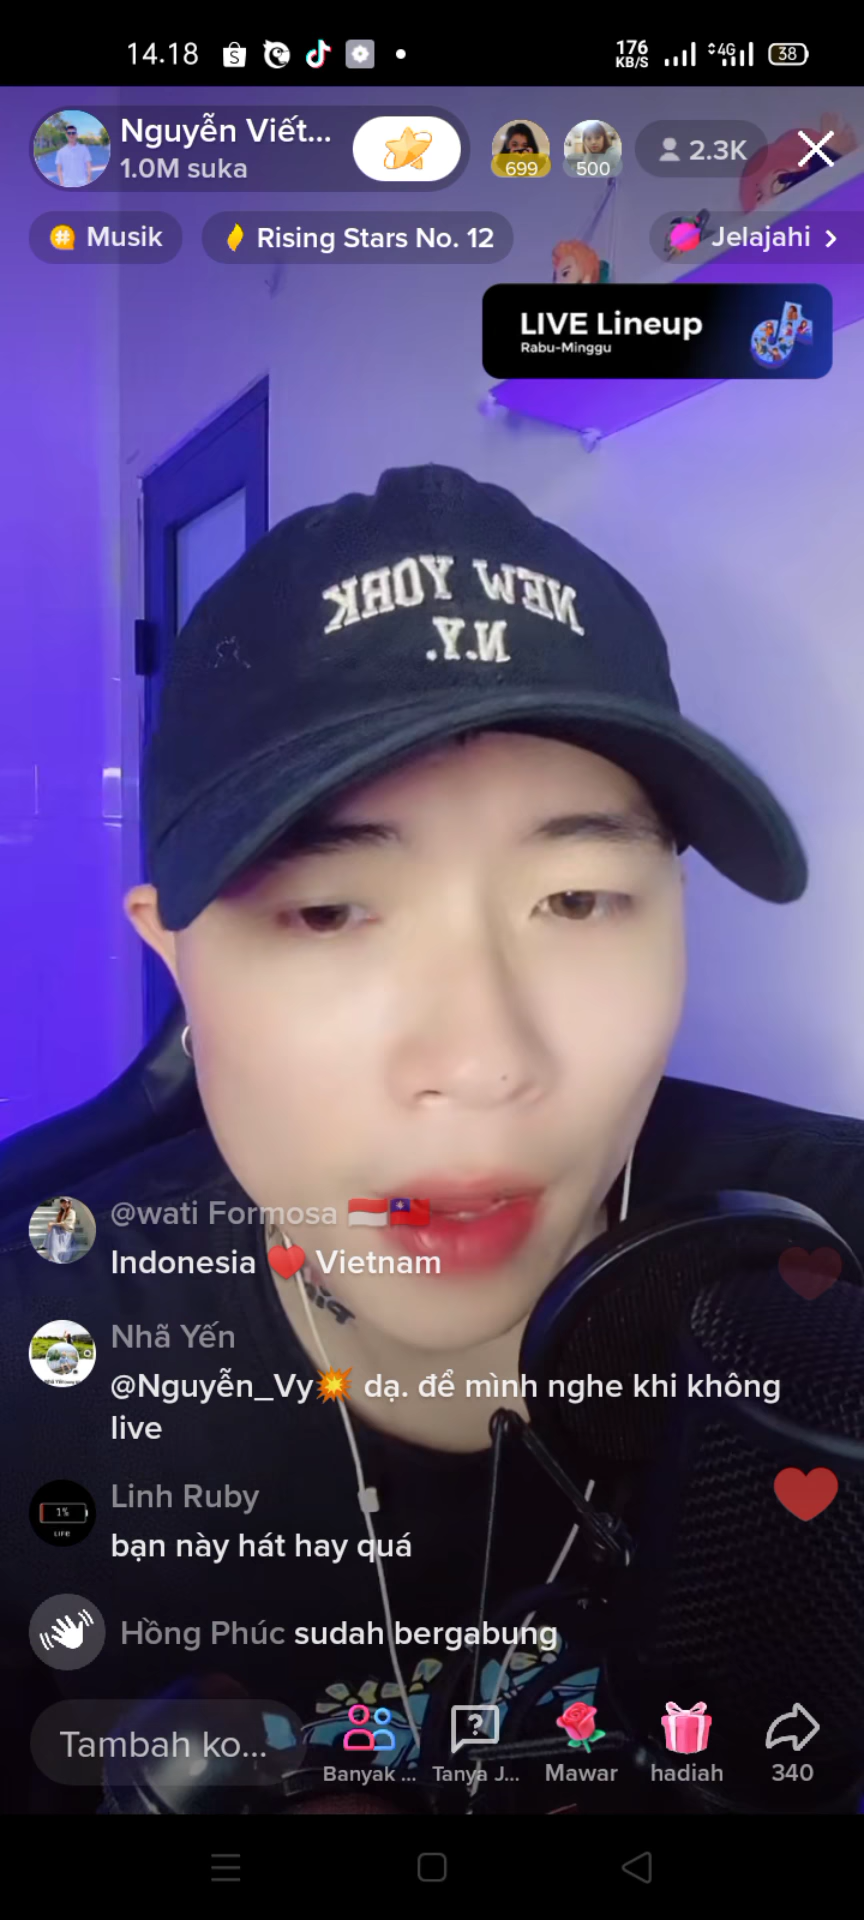 14.18
176
KB/S
4G
38
Nguyễn Viết...
1.0M suka
699
500
2.3K
Musik
Rising Stars No. 12
Jelajahi >
LIVE Lineup
Rabu-Minggu
NEW YORK
N.Y.
@wati Formosa 🇮🇩🇹🇼
Indonesia ❤️ Vietnam
Nhã Yến
@Nguyễn_Vy💥 dạ. để mình nghe khi không
live
Linh Ruby
1%
LIFE
bạn này hát hay quá
Hồng Phúc sudah bergabung
Tambah ko...
Banyak ...
Tanya J...
Mawar
hadiah
340